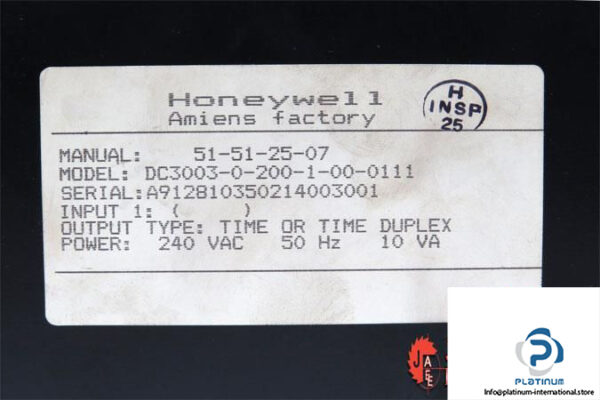 Honeywell
Amiens factory
H
INSP
25
MANUAL: 51-51-25-07
MODEL: DC3003-0-200-1-00-0111
SERIAL:A912810350214003001
INPUT 1: ( )
OUTPUT TYPE: TIME OR TIME DUPLEX
POWER: 240 VAC 50 Hz 10 VA
JAEE
PLATINUM
Info@platinum-international.store